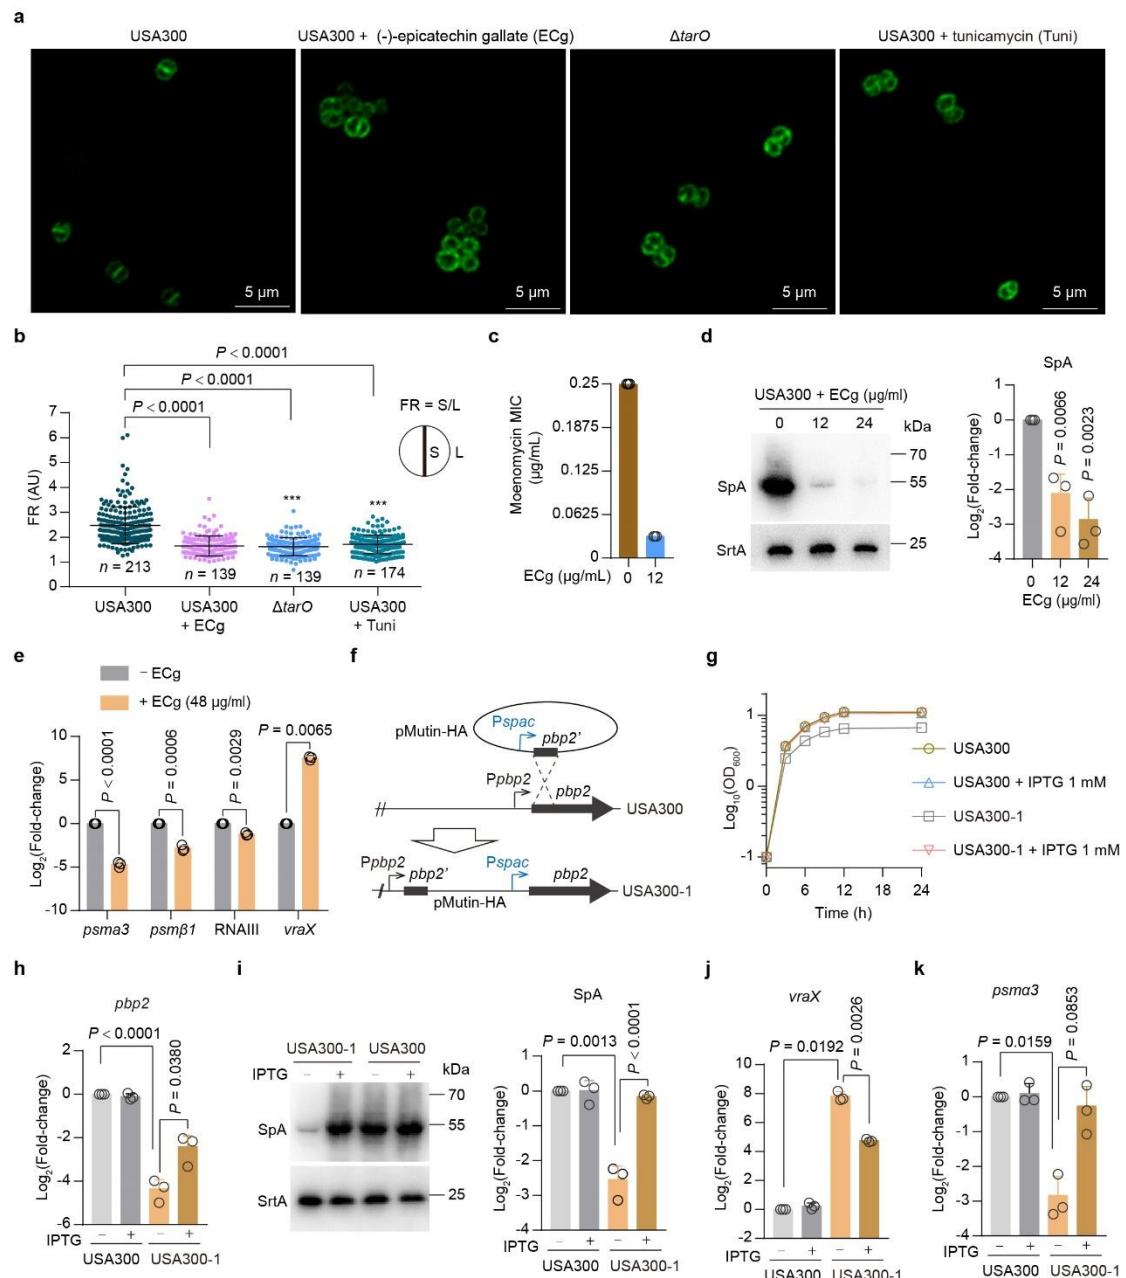 a
USA300
USA300 + (-)-epicatechin gallate (ECg)
ΔtarO
USA300 + tunicamycin (Tuni)
5 μm
5 μm
5 μm
5 μm
b
P < 0.0001
P < 0.0001
P < 0.0001
FR = S/L
S
L
FR (AU)
7
6
5
4
3
2
1
0
***
***
n = 213
n = 139
n = 139
n = 174
USA300
USA300
+ ECg
ΔtarO
USA300
+ Tuni
c
Moenomycin MIC
(μg/mL)
0.25
0.1875
0.125
0.0625
0
ECg (μg/mL)
0
12
d
USA300 + ECg (μg/ml)
0
12
24
kDa
70
SpA
55
SrtA
25
SpA
Log2(Fold-change)
1
0
-1
-2
-3
-4
P = 0.0066
P = 0.0023
0
12
24
ECg (μg/ml)
e
− ECg
+ ECg (48 μg/ml)
Log2(Fold-change)
10
5
0
-5
-10
P < 0.0001
P = 0.0006
P = 0.0029
P = 0.0065
psma3
psmβ1
RNAIII
vraX
f
pMutin-HA
Pspac
pbp2'
Ppbp2
pbp2
USA300
Ppbp2
pbp2'
Pspac
pbp2
USA300-1
pMutin-HA
g
Log10(OD600)
1
0
-1
0
6
12
18
24
Time (h)
USA300
USA300 + IPTG 1 mM
USA300-1
USA300-1 + IPTG 1 mM
h
pbp2
P < 0.0001
P = 0.0380
Log2(Fold-change)
2
0
-2
-4
-6
IPTG
−
+
−
+
USA300
USA300-1
i
USA300-1
USA300
kDa
IPTG
−
+
−
+
70
SpA
55
SrtA
25
SpA
P = 0.0013
P < 0.0001
Log2(Fold-change)
1
0
-1
-2
-3
-4
IPTG
−
+
−
+
USA300
USA300-1
j
vraX
P = 0.0192
P = 0.0026
Log2(Fold-change)
10
8
6
4
2
0
-2
IPTG
−
+
−
+
USA300
USA300-1
k
psmα3
P = 0.0159
P = 0.0853
Log2(Fold-change)
1
0
-1
-2
-3
-4
IPTG
−
+
−
+
USA300
USA300-1